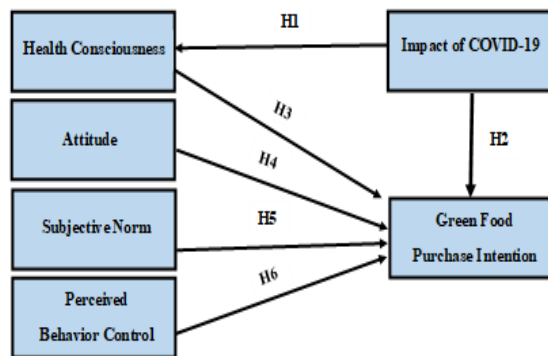 H1
Health Consciousness
Impact of COVID-19
H3
Attitude
H4
H2
Subjective Norm
H5
Green Food
Purchase Intention
Perceived
Behavior Control
H6